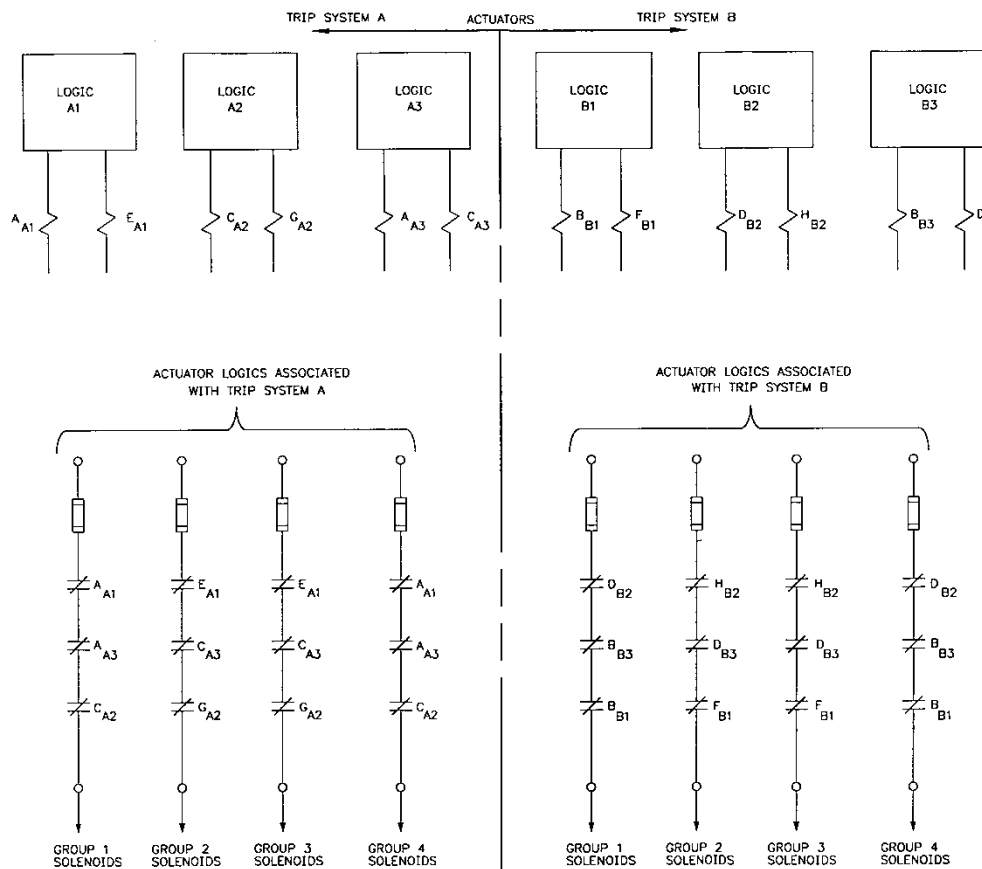 TRIP SYSTEM A ACTUATORS TRIP SYSTEM B
LOGIC
A1
LOGIC
A2
LOGIC
A3
LOGIC
B1
LOGIC
B2
LOGIC
B3
A A1
E A1
C A2
G A2
A A3
C A3
B B1
F B1
D B2
H B2
B B3
D
ACTUATOR LOGICS ASSOCIATED
WITH TRIP SYSTEM A
ACTUATOR LOGICS ASSOCIATED
WITH TRIP SYSTEM B
A A1
E A1
E A1
A A1
D B2
H B2
H B2
D B2
A A3
C A3
C A3
A A3
B B3
D B3
D B3
B B3
C A2
G A2
G A2
C A2
B B1
F B1
F B1
B B1
GROUP 1
SOLENOIDS
GROUP 2
SOLENOIDS
GROUP 3
SOLENOIDS
GROUP 4
SOLENOIDS
GROUP 1
SOLENOIDS
GROUP 2
SOLENOIDS
GROUP 3
SOLENOIDS
GROUP 4
SOLENOIDS